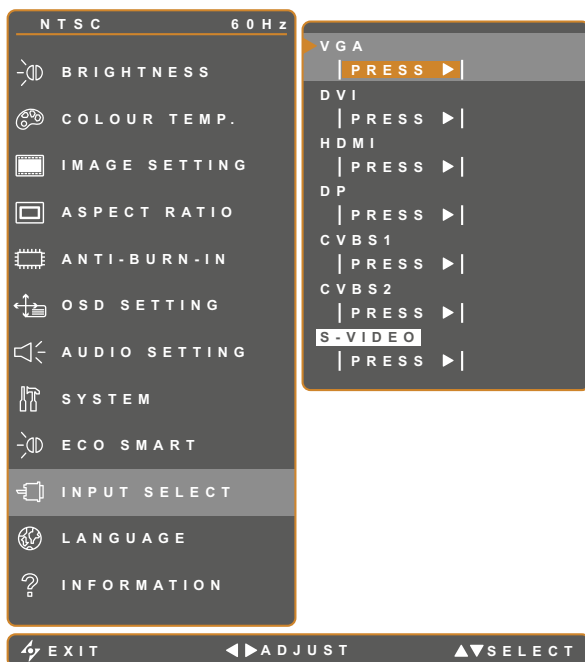 NTSC 60Hz
BRIGHTNESS
COLOUR TEMP.
IMAGE SETTING
ASPECT RATIO
ANTI-BURN-IN
OSD SETTING
AUDIO SETTING
SYSTEM
ECO SMART
INPUT SELECT
LANGUAGE
INFORMATION
VGA
PRESS
DVI
PRESS
HDMI
PRESS
DP
PRESS
CVBS1
PRESS
CVBS2
PRESS
S-VIDEO
PRESS
EXIT ADJUST SELECT